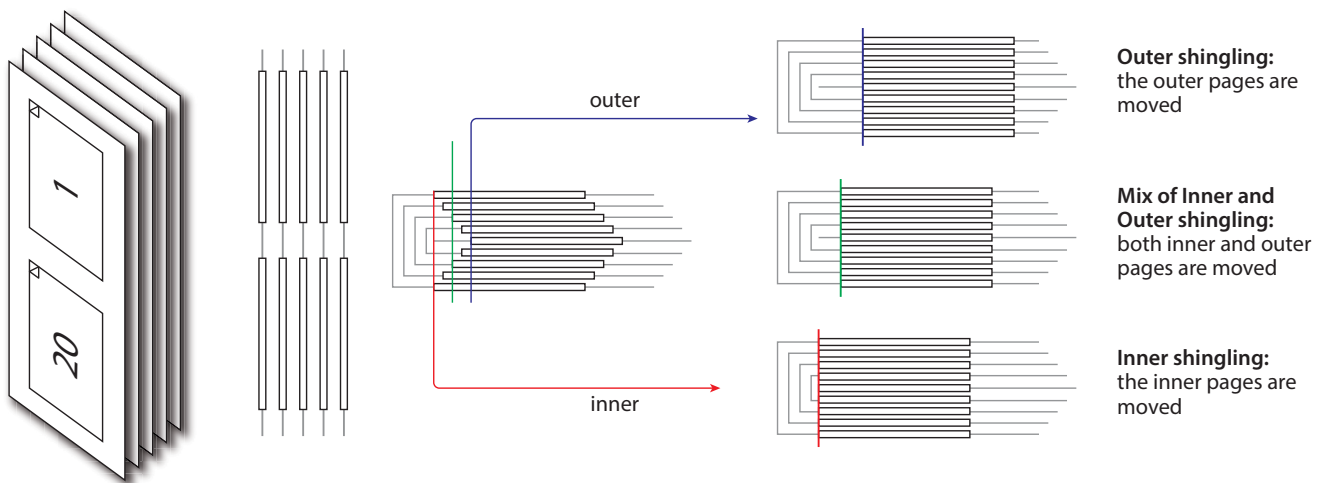 1
20
outer
inner
Outer shingling:
the outer pages are
moved
Mix of Inner and
Outer shingling:
both inner and outer
pages are moved
Inner shingling:
the inner pages are
moved